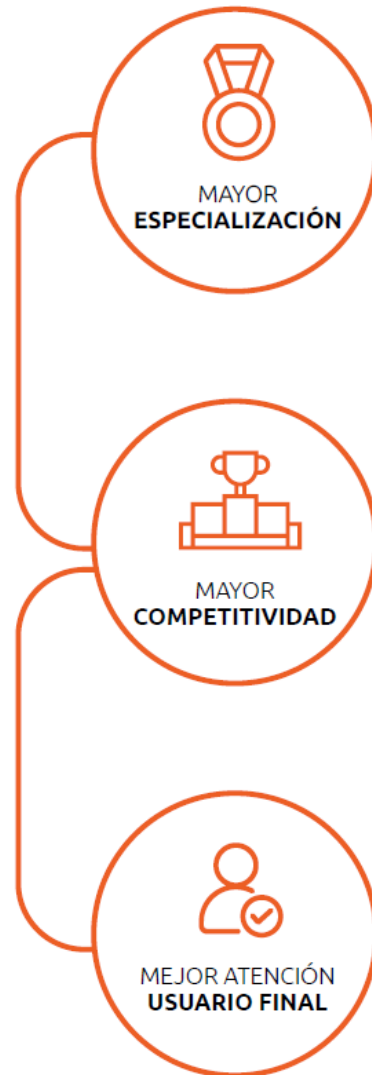 MAYOR
ESPECIALIZACIÓN
MAYOR
COMPETITIVIDAD
MEJOR ATENCIÓN
USUARIO FINAL